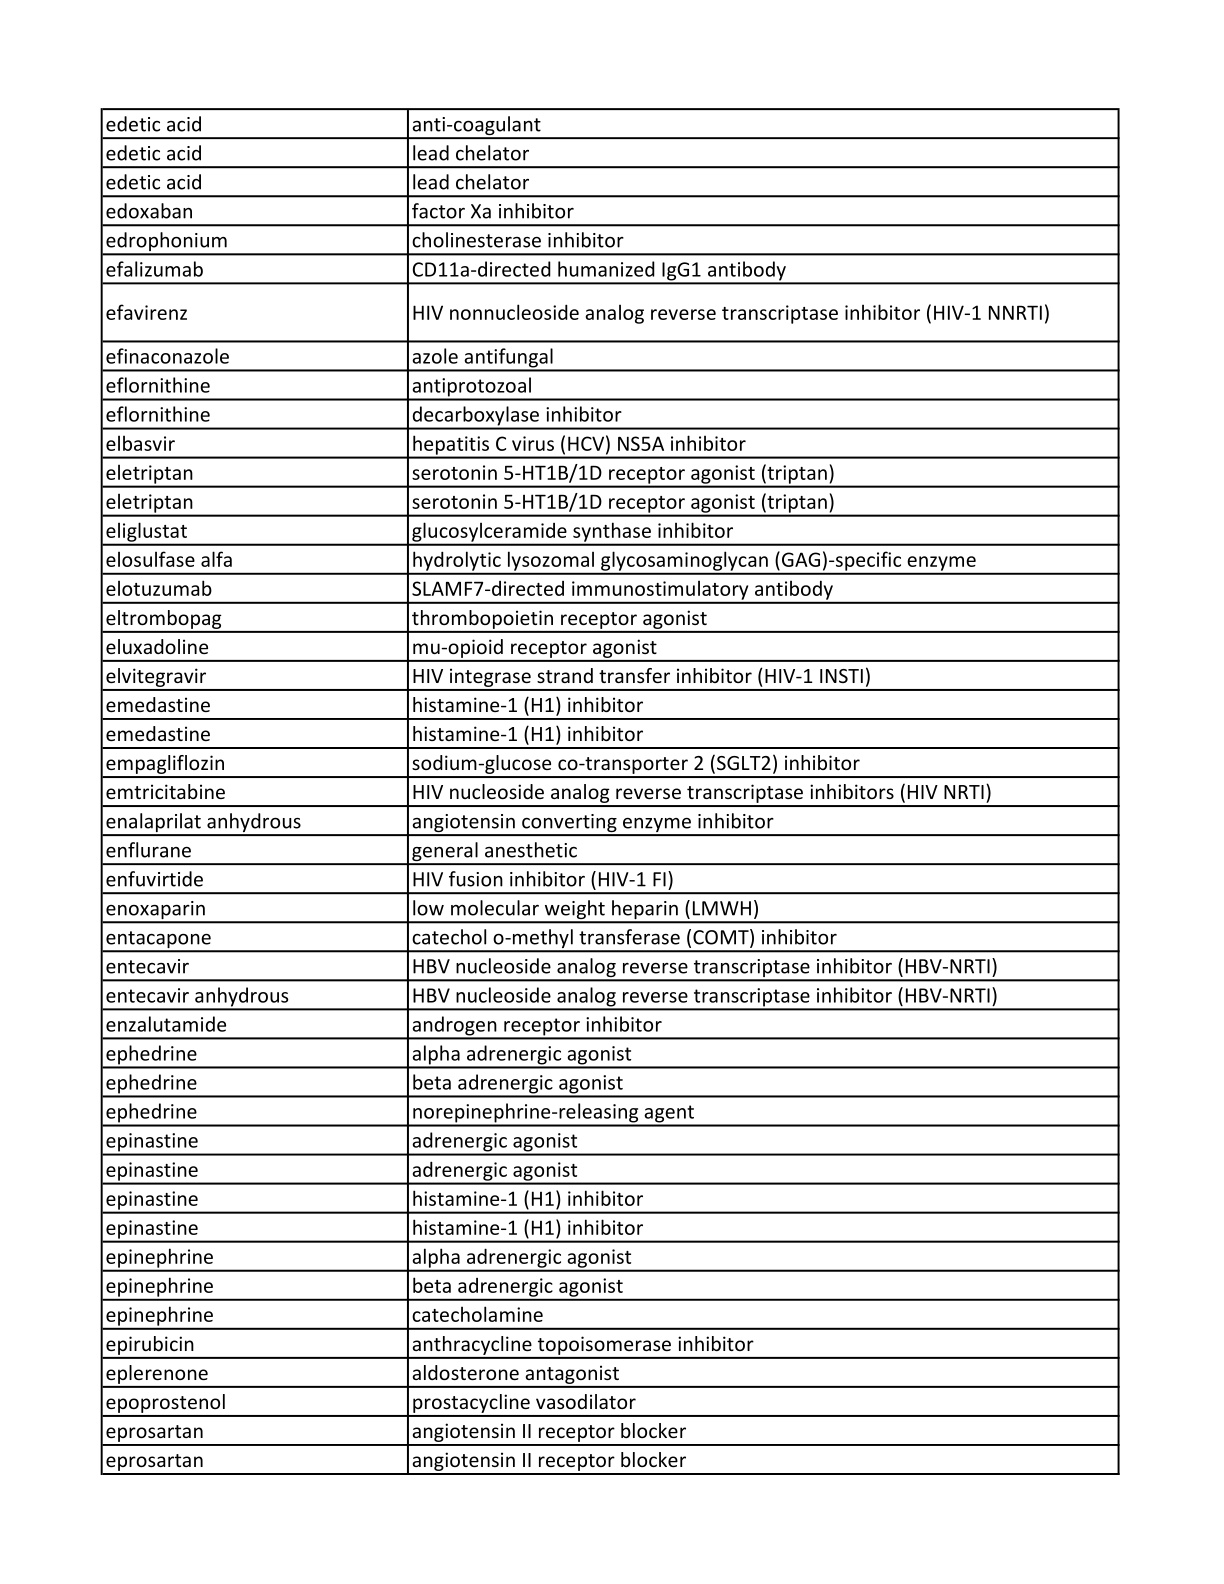 edetic acid anti-coagulant
edetic acid lead chelator
edetic acid lead chelator
edoxaban factor Xa inhibitor
edrophonium cholinesterase inhibitor
efalizumab CD11a-directed humanized IgG1 antibody
efavirenz HIV nonnucleoside analog reverse transcriptase inhibitor (HIV-1 NNRTI)
efinaconazole azole antifungal
eflornithine antiprotozoal
eflornithine decarboxylase inhibitor
elbasvir hepatitis C virus (HCV) NS5A inhibitor
eletriptan serotonin 5-HT1B/1D receptor agonist (triptan)
eletriptan serotonin 5-HT1B/1D receptor agonist (triptan)
eliglustat glucosylceramide synthase inhibitor
elosulfase alfa hydrolytic lysozomal glycosaminoglycan (GAG)-specific enzyme
elotuzumab SLAMF7-directed immunostimulatory antibody
eltrombopag thrombopoietin receptor agonist
eluxadoline mu-opioid receptor agonist
elvitegravir HIV integrase strand transfer inhibitor (HIV-1 INSTI)
emedastine histamine-1 (H1) inhibitor
emedastine histamine-1 (H1) inhibitor
empagliflozin sodium-glucose co-transporter 2 (SGLT2) inhibitor
emtricitabine HIV nucleoside analog reverse transcriptase inhibitors (HIV NRTI)
enalaprilat anhydrous angiotensin converting enzyme inhibitor
enflurane general anesthetic
enfuvirtide HIV fusion inhibitor (HIV-1 FI)
enoxaparin low molecular weight heparin (LMWH)
entacapone catechol o-methyl transferase (COMT) inhibitor
entecavir HBV nucleoside analog reverse transcriptase inhibitor (HBV-NRTI)
entecavir anhydrous HBV nucleoside analog reverse transcriptase inhibitor (HBV-NRTI)
enzalutamide androgen receptor inhibitor
ephedrine alpha adrenergic agonist
ephedrine beta adrenergic agonist
ephedrine norepinephrine-releasing agent
epinastine adrenergic agonist
epinastine adrenergic agonist
epinastine histamine-1 (H1) inhibitor
epinastine histamine-1 (H1) inhibitor
epinephrine alpha adrenergic agonist
epinephrine beta adrenergic agonist
epinephrine catecholamine
epirubicin anthracycline topoisomerase inhibitor
eplerenone aldosterone antagonist
epoprostenol prostacycline vasodilator
eprosartan angiotensin II receptor blocker
eprosartan angiotensin II receptor blocker